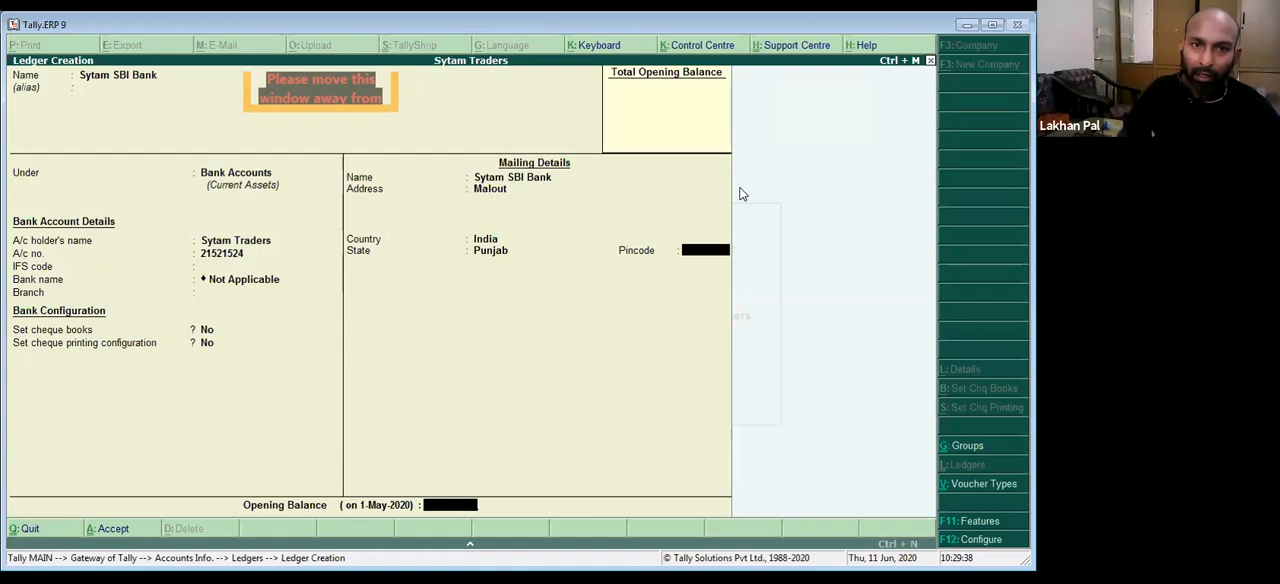 Tally.ERP 9
P: Print E: Export M: E-Mail O: Upload S: TallyShop G: Language K: Keyboard K: Control Centre H: Support Centre H: Help
F3: Company
F3: New Company
Ledger Creation Sytam Traders Ctrl + M
Name : Sytam SBI Bank
(alias) :
Please move this
window away from
Total Opening Balance
Lakhan Pal
Under : Bank Accounts
(Current Assets)
Bank Account Details
A/c holder's name : Sytam Traders
A/c no. : 21521524
IFS code :
Bank name : ♦ Not Applicable
Branch :
Bank Configuration
Set cheque books ? No
Set cheque printing configuration ? No
Mailing Details
Name : Sytam SBI Bank
Address : Malout
Country : India
State : Punjab Pincode :
ers
L: Details
B: Set Chq Books
S: Set Chq Printing
G: Groups
L: Ledgers
V: Voucher Types
F11: Features
F12: Configure
Opening Balance ( on 1-May-2020) :
Q: Quit A: Accept D: Delete
Ctrl + N
Tally MAIN --> Gateway of Tally --> Accounts Info. --> Ledgers --> Ledger Creation © Tally Solutions Pvt Ltd., 1988-2020 Thu, 11 Jun, 2020 10:29:38